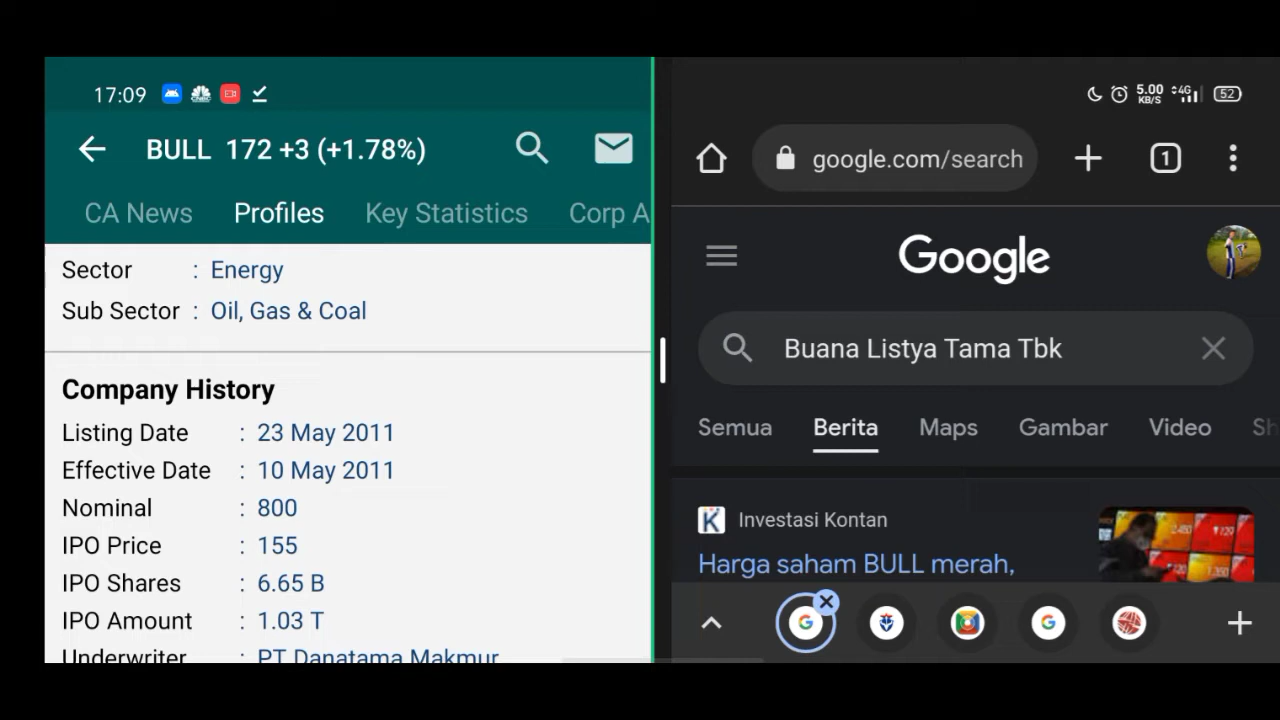 17:09
BULL 172 +3 (+1.78%)
CA News Profiles Key Statistics Corp A
Sector : Energy
Sub Sector : Oil, Gas & Coal
Company History
Listing Date : 23 May 2011
Effective Date : 10 May 2011
Nominal : 800
IPO Price : 155
IPO Shares : 6.65 B
IPO Amount : 1.03 T
Underwriter : PT Danatama Makmur
5.00 KB/S 4G 52
google.com/search
1
Google
Buana Listya Tama Tbk
Semua Berita Maps Gambar Video Sh
K Investasi Kontan
Harga saham BULL merah,